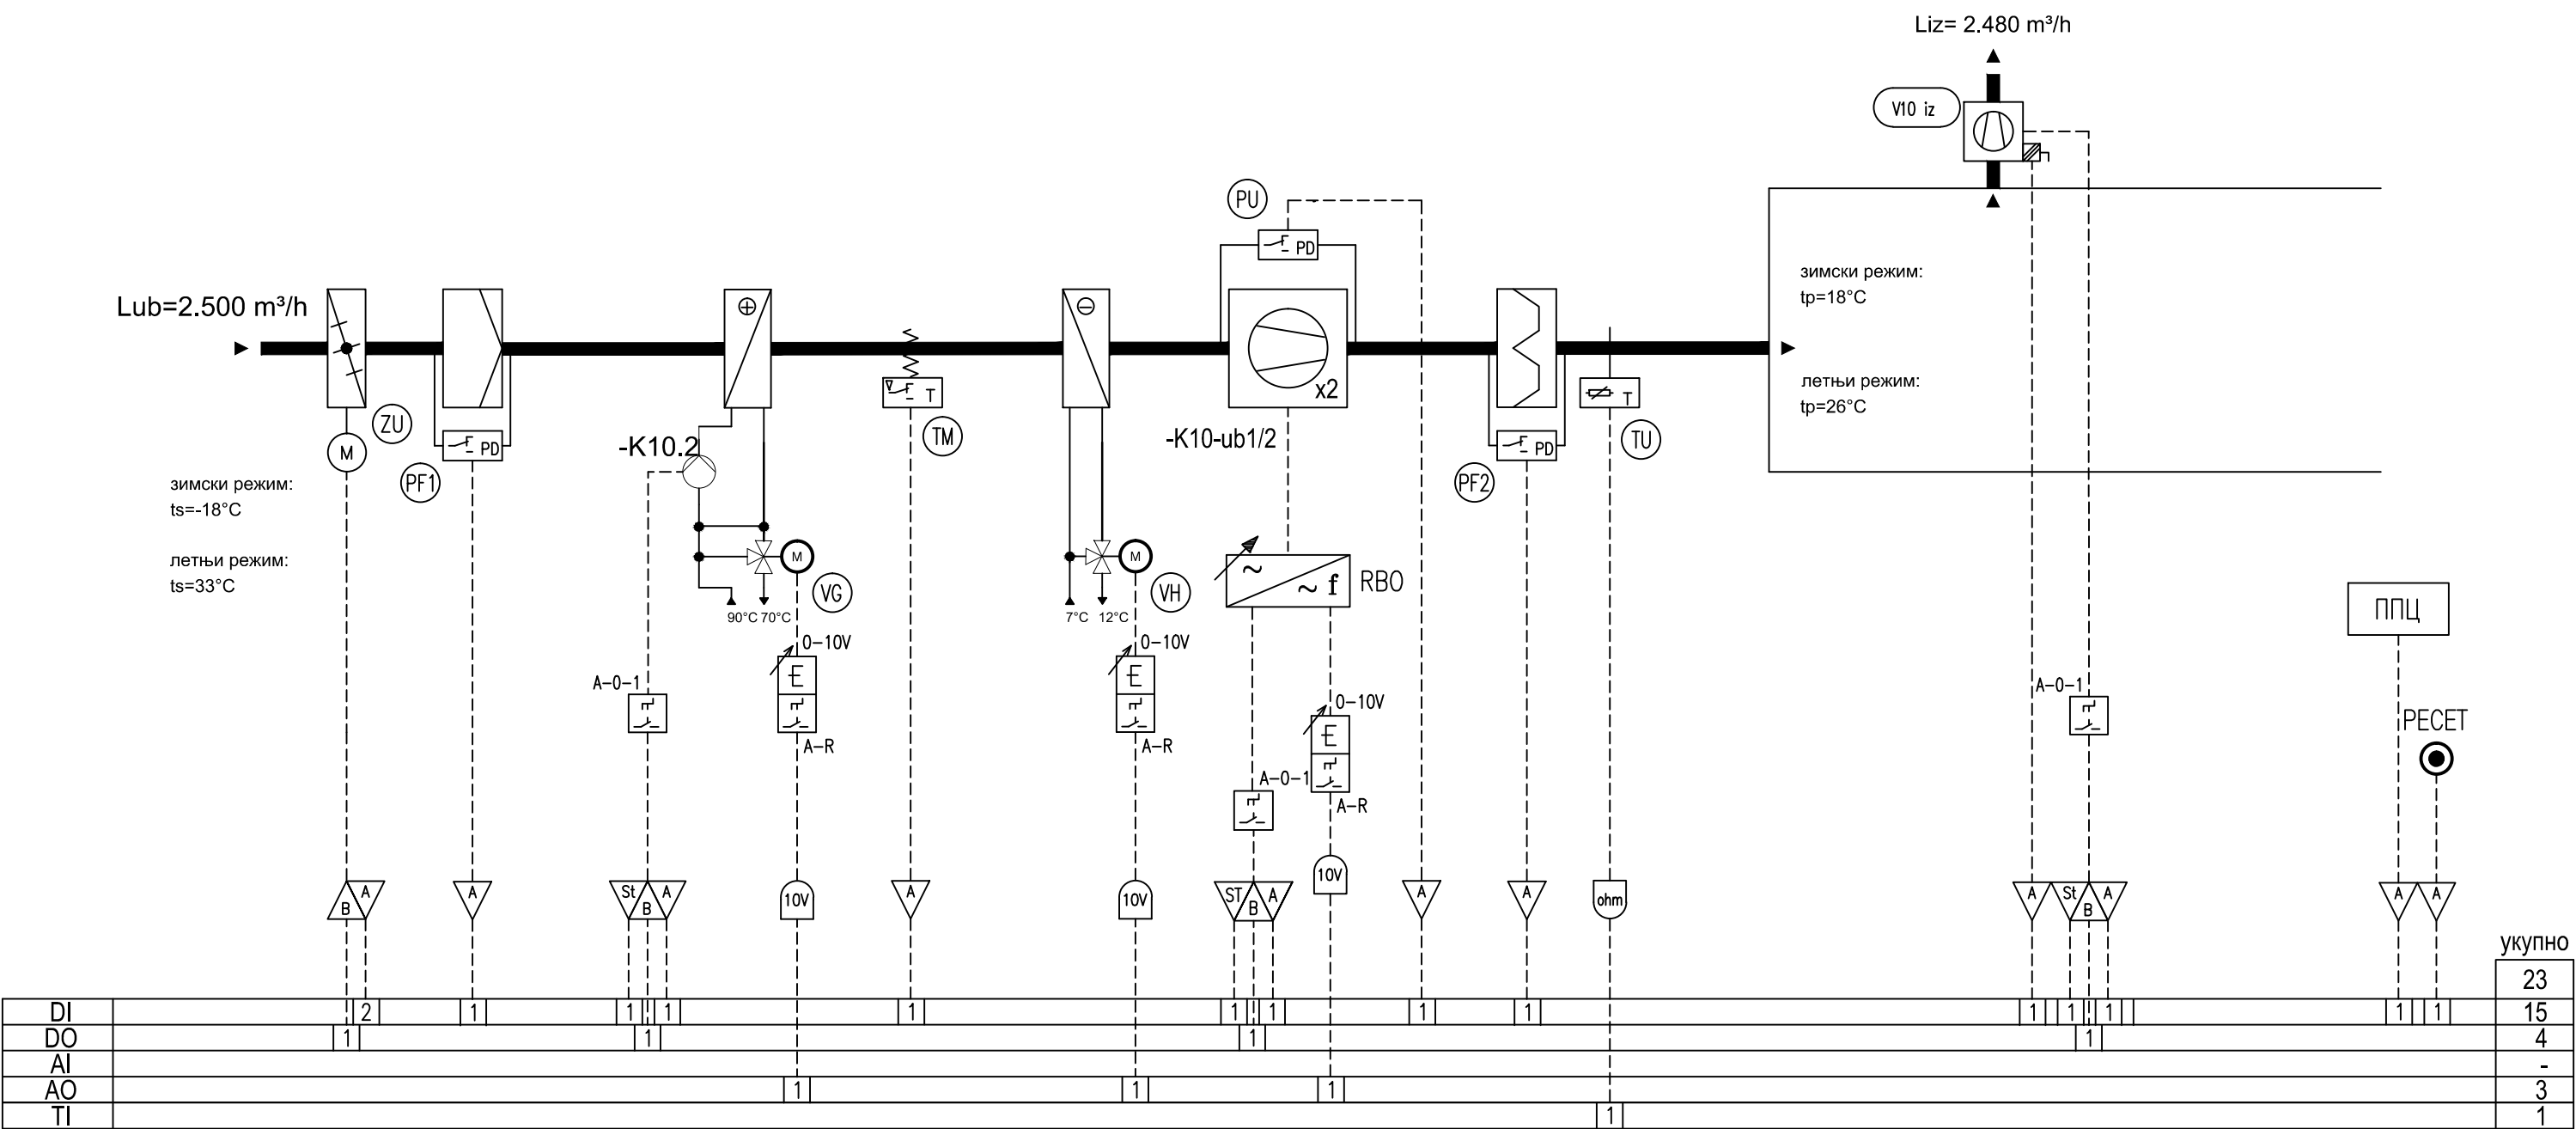 Liz= 2.480 m³/h
V10 iz
PU
PD
Lub=2.500 m³/h
зимски режим:
tp=18°C
летњи режим:
tp=26°C
x2
T
T
ZU
M
PD
PF1
-K10.2
TM
-K10-ub1/2
PD
PF2
TU
зимски режим:
ts=-18°C
летњи режим:
ts=33°C
M
VG
90°C 70°C
M
VH
7°C 12°C
~
~ f
RBO
ППЦ
0-10V
E
A-R
A-0-1
0-10V
E
A-R
0-10V
E
A-R
A-0-1
A-0-1
РЕСЕТ
B A
A
St B A
10V
A
10V
ST B A
10V
A
A
ohm
A
St B A
A
A
укупно
23
DI 2 1 1 1 1 1 1 1 1 1 1 1 1 1 15
DO 1 1 1 1 4
AI -
AO 1 1 1 3
TI 1 1